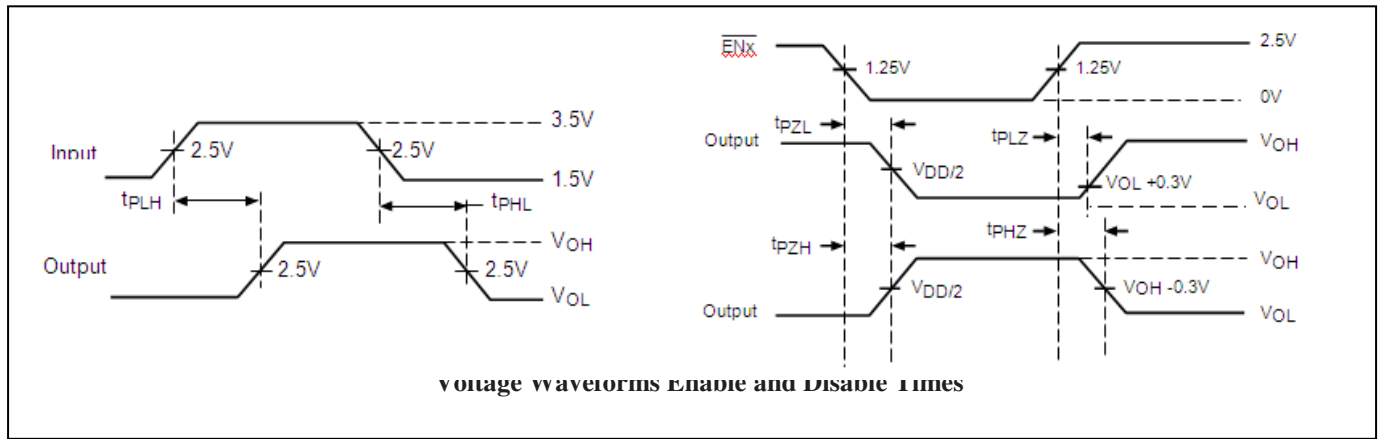 Input
2.5V
2.5V
3.5V
1.5V
tPLH
tPHL
Output
2.5V
2.5V
VOH
VOL
ENx
1.25V
1.25V
2.5V
0V
Output
tPZL
VDD/2
tPLZ
VOL +0.3V
VOH
VOL
tPZH
tPHZ
Output
VDD/2
VOH -0.3V
VOH
VOL
Voltage Waveforms Enable and Disable Times